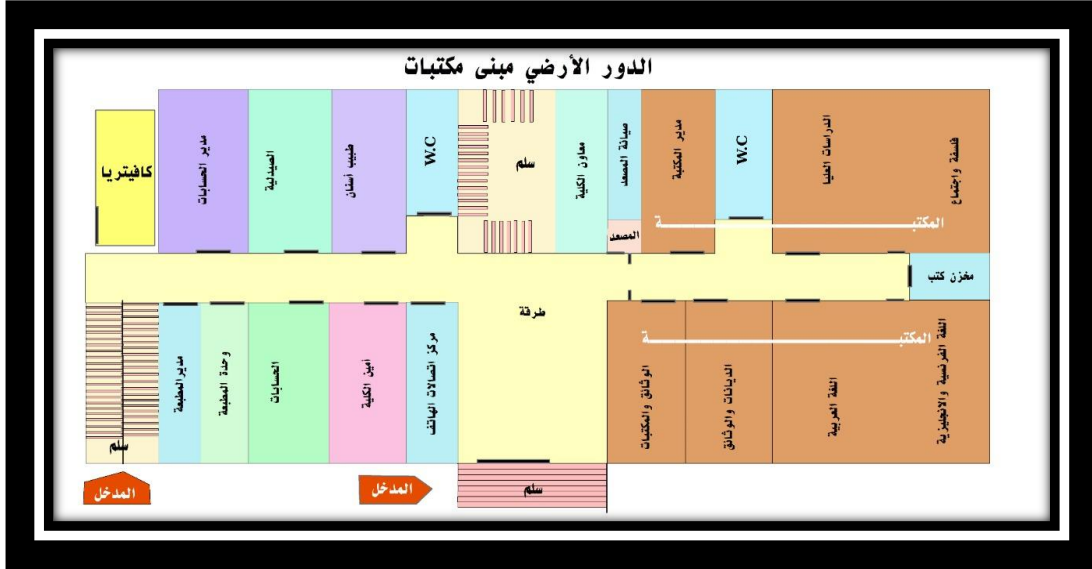 الدور الأرضي مبنى مكتبات
فلسفة واجتماع
الدراسات العليا
W.C
مدير المكتبة
صيانة المصعد
معاون الكلية
سلم
W.C
طبيب أسنان
الصيدلية
مدير الحسابات
كافيتريا
المكتبــة
المصعد
مخزن كتب
طرقة
المكتبــة
اللغة الفرنسية والانجليزية
اللغة العربية
الديانات والوثائق
الوثائق والمكتبات
مركز اتصالات الهاتف
أمين الكلية
الحسابات
وحدة المطبعة
مدير المطبعة
سلم
سلم
المدخل
المدخل